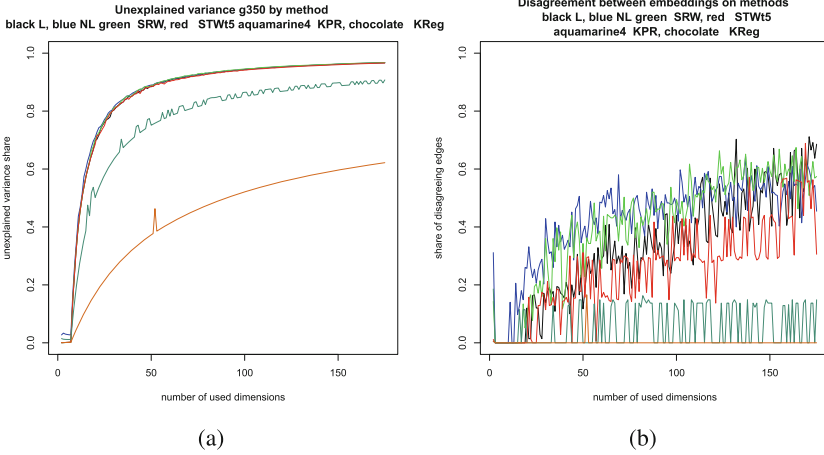 Unexplained variance g350 by method
black L, blue NL green SRW, red STWt5 aquamarine4 KPR, chocolate KReg
unexplained variance share
0.0 0.2 0.4 0.6 0.8 1.0
0 50 100 150
number of used dimensions
(a)
Disagreement between embeddings on methods
black L, blue NL green SRW, red STWt5
aquamarine4 KPR, chocolate KReg
share of disagreeing edges
0.0 0.2 0.4 0.6 0.8 1.0
0 50 100 150
number of used dimensions
(b)